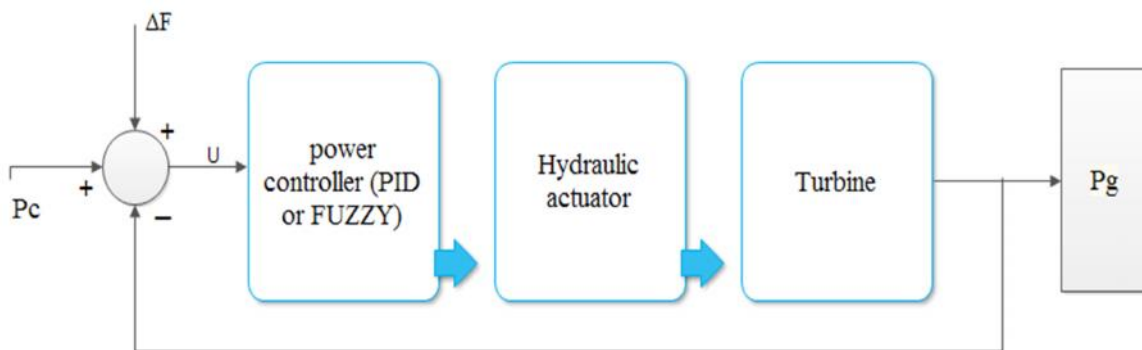 ΔF
+
U
+
Pc
−
power
controller (PID
or FUZZY)
Hydraulic
actuator
Turbine
Pg